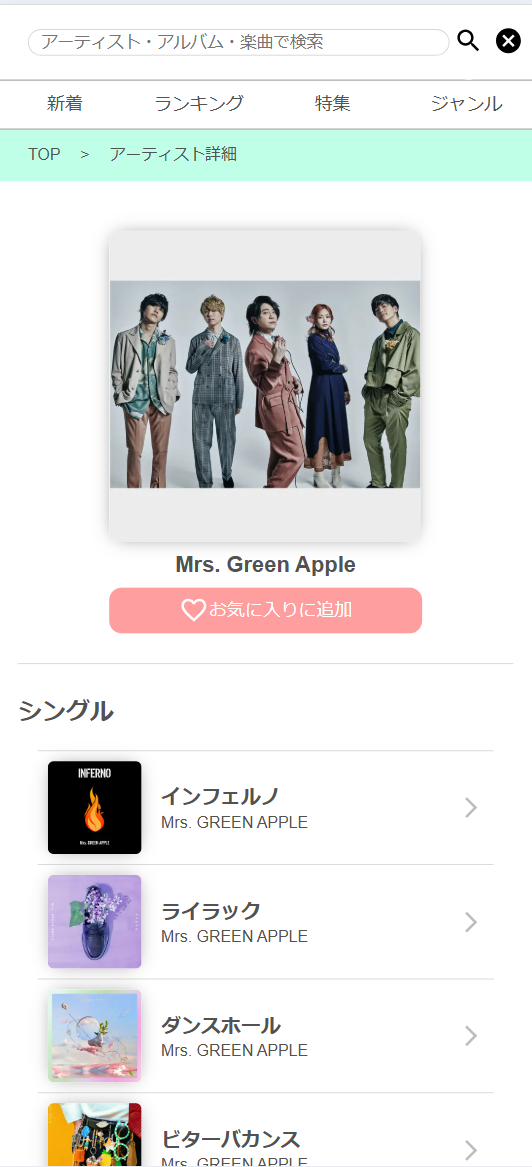 アーティスト・アルバム・楽曲で検索
新着 ランキング 特集 ジャンル
TOP > アーティスト詳細
Mrs. Green Apple
お気に入りに追加
シングル
INFERNO
Mrs. GREEN APPLE
インフェルノ
Mrs. GREEN APPLE
ライラック
Mrs. GREEN APPLE
ダンスホール
Mrs. GREEN APPLE
ビターバカンス
Mrs. GREEN APPLE